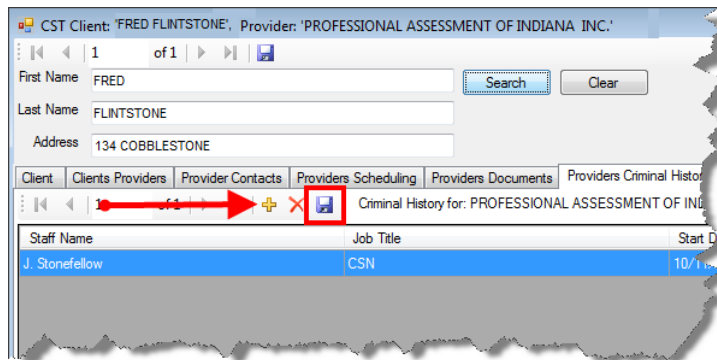 CST Client: 'FRED FLINTSTONE', Provider: 'PROFESSIONAL ASSESSMENT OF INDIANA INC.'
1 of 1
First Name FRED Search Clear
Last Name FLINTSTONE
Address 134 COBBLESTONE
Client Clients Providers Provider Contacts Providers Scheduling Providers Documents Providers Criminal
1 Criminal History for: PROFESSIONAL ASSESSMENT OF
Staff Name Job Title Start
J. Stonefellow CSN 10/